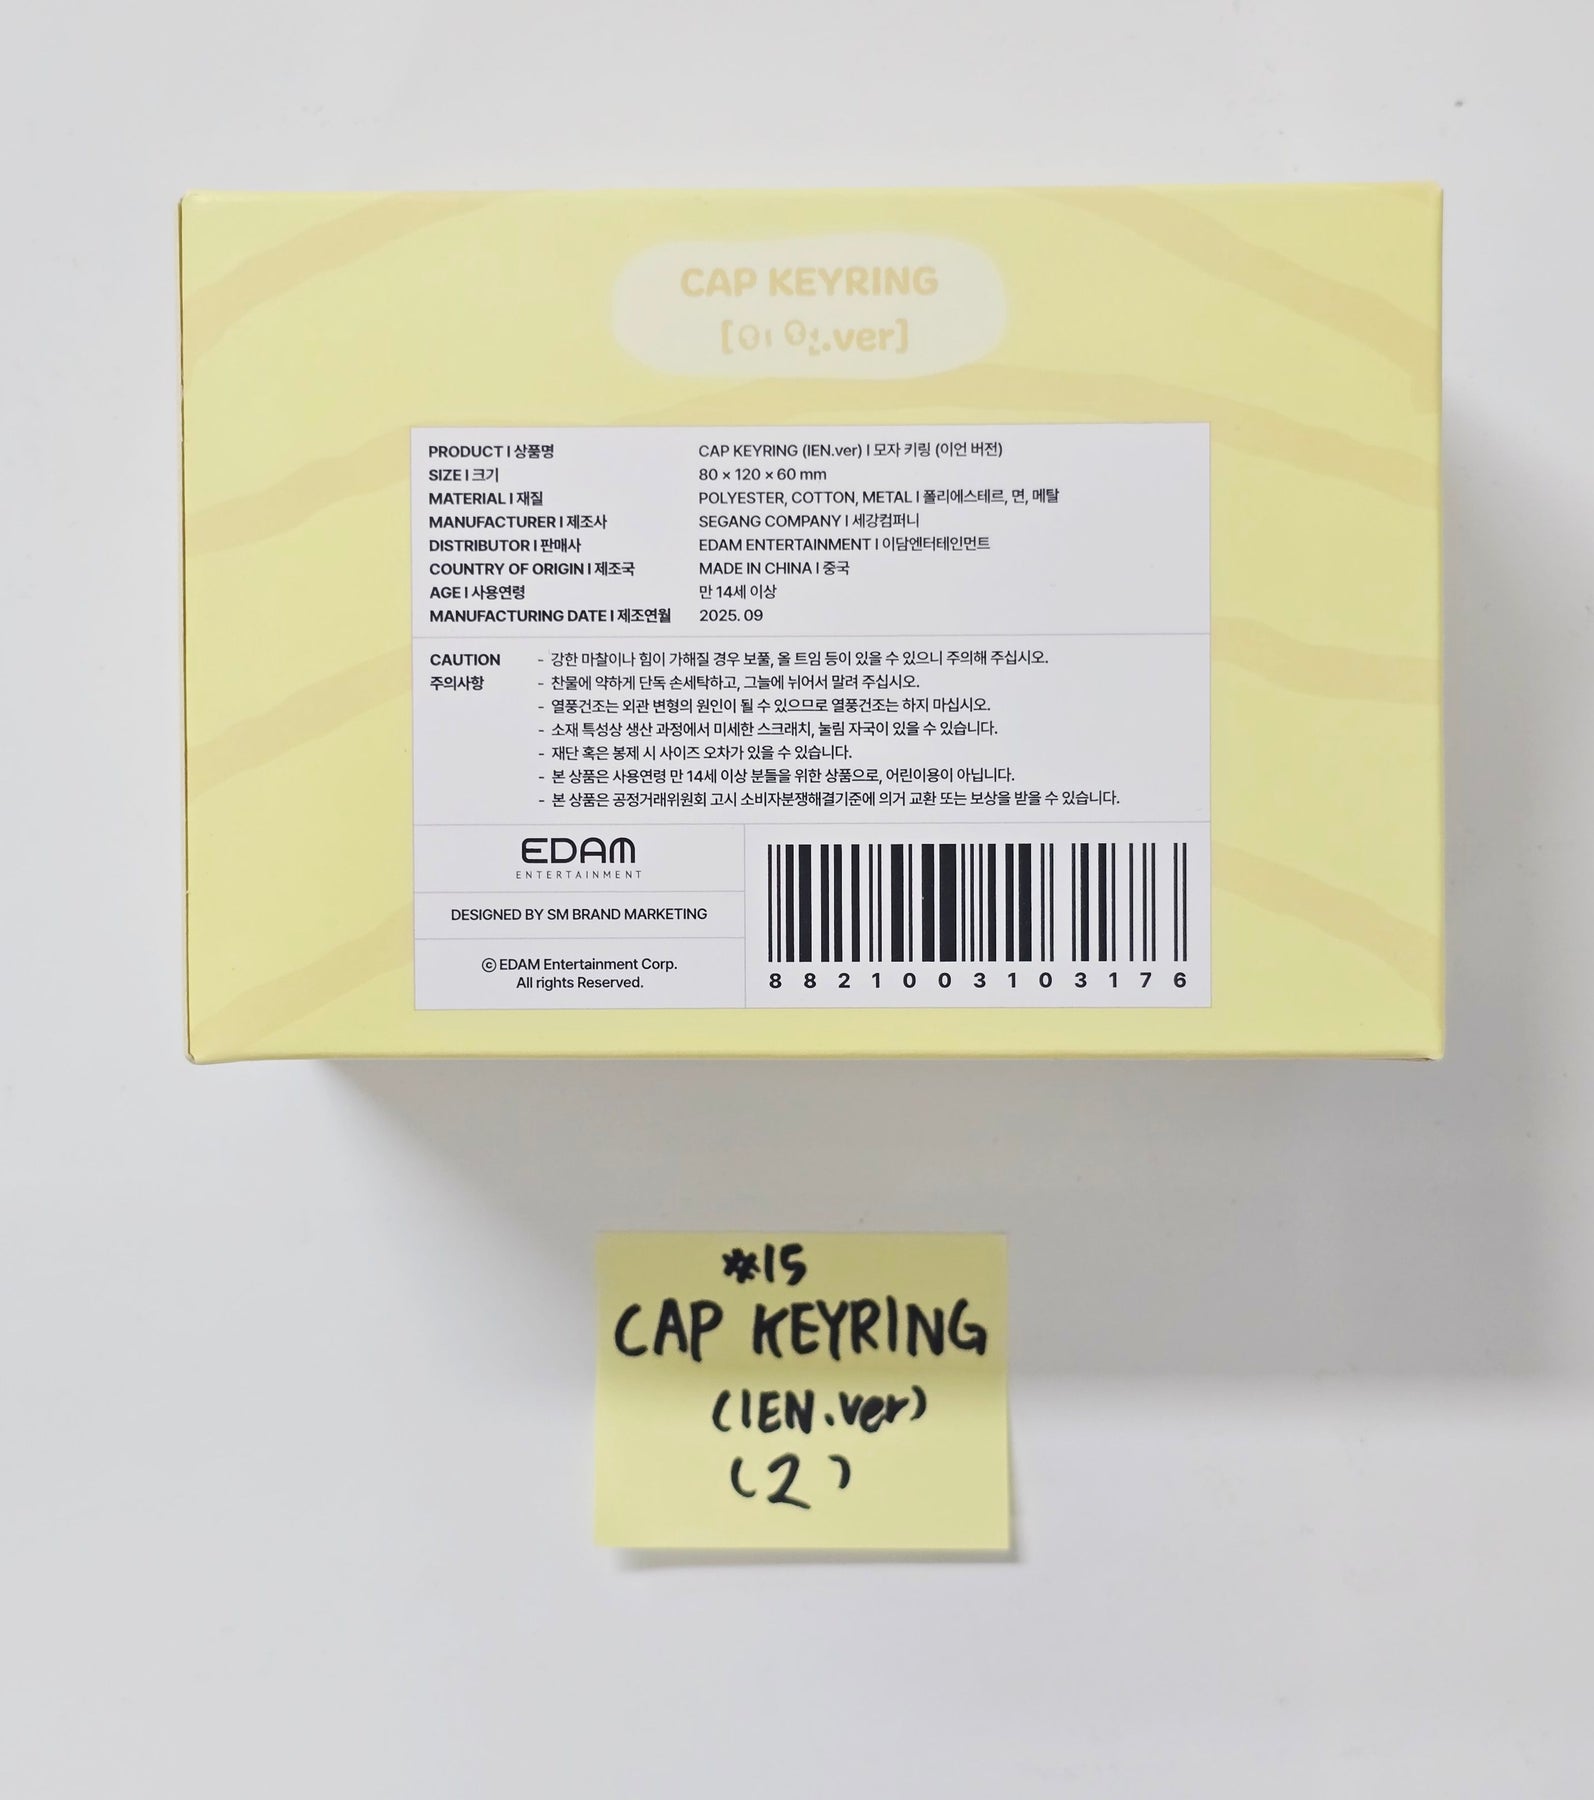 CAP KEYRING
[이언.ver]
PRODUCT | 상품명 CAP KEYRING (IEN.ver) | 모자 키링 (이언 버전)
SIZE | 크기 80 × 120 × 60 mm
MATERIAL | 재질 POLYESTER, COTTON, METAL | 폴리에스테르, 면, 메탈
MANUFACTURER | 제조사 SEGANG COMPANY | 세강컴퍼니
DISTRIBUTOR | 판매사 EDAM ENTERTAINMENT | 이담엔터테인먼트
COUNTRY OF ORIGIN | 제조국 MADE IN CHINA | 중국
AGE | 사용연령 만 14세 이상
MANUFACTURING DATE | 제조연월 2025. 09
CAUTION
주의사항
- 강한 마찰이나 힘이 가해질 경우 보풀, 올 트임 등이 있을 수 있으니 주의해 주십시오.
- 찬물에 약하게 단독 손세탁하고, 그늘에 뉘어서 말려 주십시오.
- 열풍건조는 외관 변형의 원인이 될 수 있으므로 열풍건조는 하지 마십시오.
- 소재 특성상 생산 과정에서 미세한 스크래치, 눌림 자국이 있을 수 있습니다.
- 재단 혹은 봉제 시 사이즈 오차가 있을 수 있습니다.
- 본 상품은 사용연령 만 14세 이상 분들을 위한 상품으로, 어린이용이 아닙니다.
- 본 상품은 공정거래위원회 고시 소비자분쟁해결기준에 의거 교환 또는 보상을 받을 수 있습니다.
EDAM
ENTERTAINMENT
DESIGNED BY SM BRAND MARKETING
© EDAM Entertainment Corp.
All rights Reserved.
8821003103176
#15
CAP KEYRING
(IEN.ver)
(2)